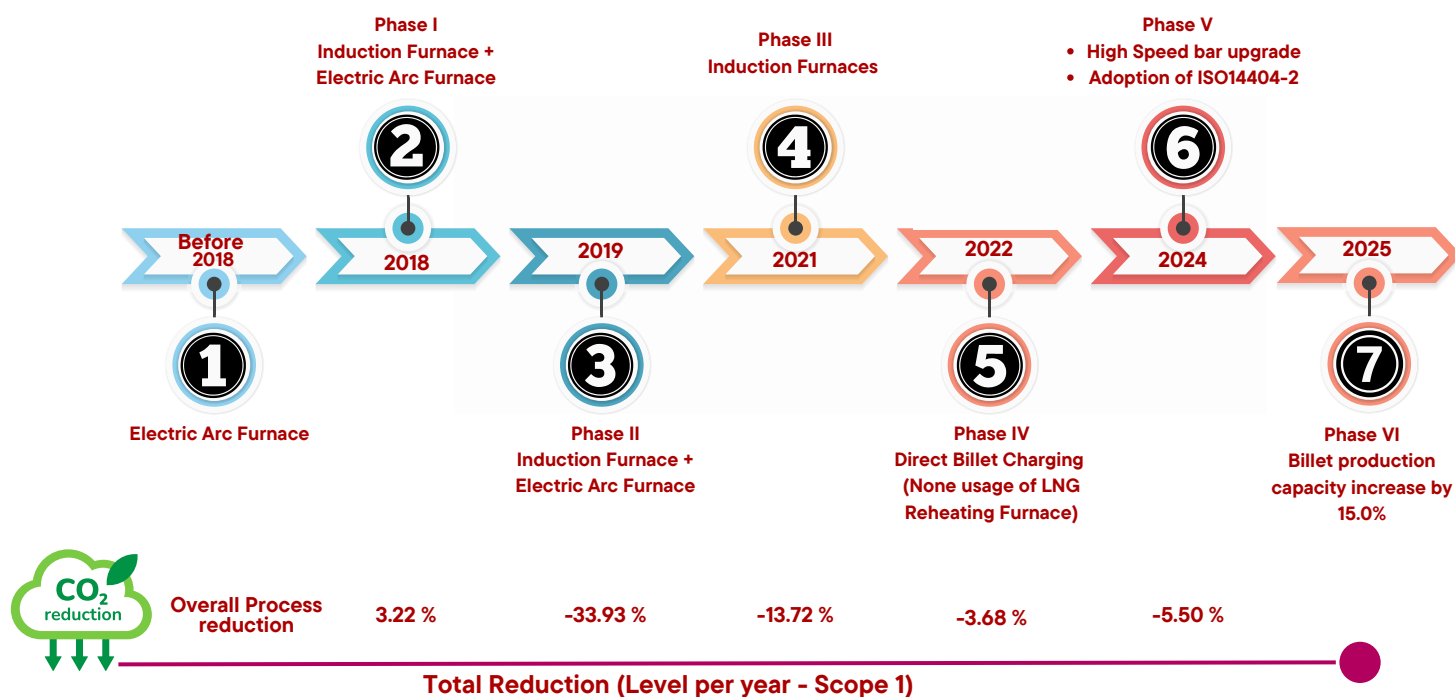 Phase I
Induction Furnace +
Electric Arc Furnace
Phase III
Induction Furnaces
Phase V
• High Speed bar upgrade
• Adoption of ISO14404-2
2
4
6
Before
2018
2018
2019
2021
2022
2024
2025
1
3
5
7
Electric Arc Furnace
Phase II
Induction Furnace +
Electric Arc Furnace
Phase IV
Direct Billet Charging
(None usage of LNG
Reheating Furnace)
Phase VI
Billet production
capacity increase by
15.0%
CO₂
reduction
Overall Process
reduction
3.22 %
-33.93 %
-13.72 %
-3.68 %
-5.50 %
Total Reduction (Level per year - Scope 1)